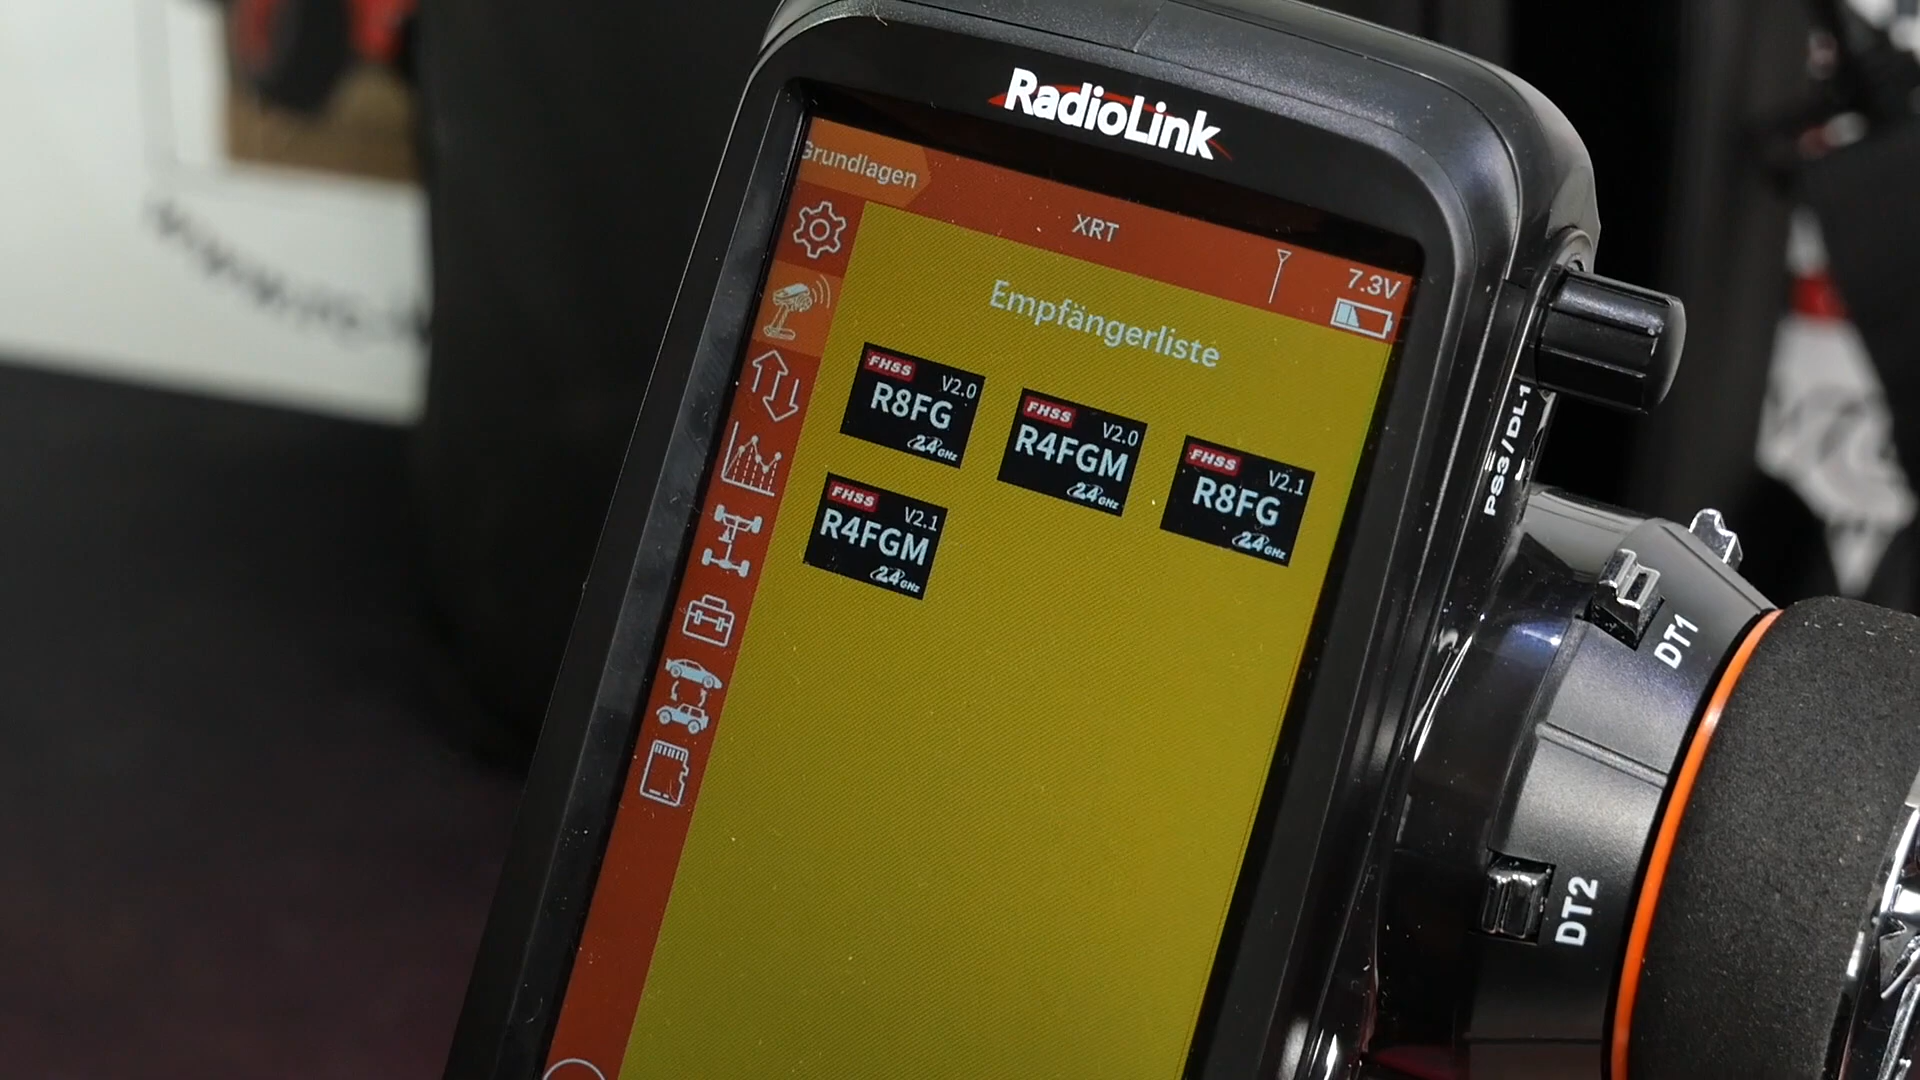 RadioLink
Grundlagen
XRT
7.3V
Empfängerliste
FHSS
V2.0
R8FG
2.4GHz
FHSS
V2.0
R4FGM
2.4GHz
FHSS
V2.1
R8FG
2.4GHz
FHSS
V2.1
R4FGM
2.4GHz
PS3/DL1
DT1
DT2